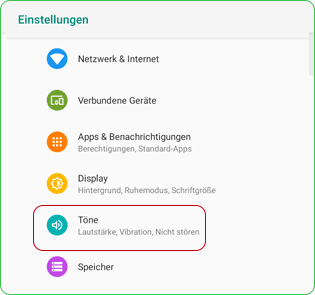 Einstellungen
Netzwerk & Internet
Verbundene Geräte
Apps & Benachrichtigungen
Berechtigungen, Standard-Apps
Display
Hintergrund, Ruhemodus, Schriftgröße
Töne
Lautstärke, Vibration, Nicht stören
Speicher